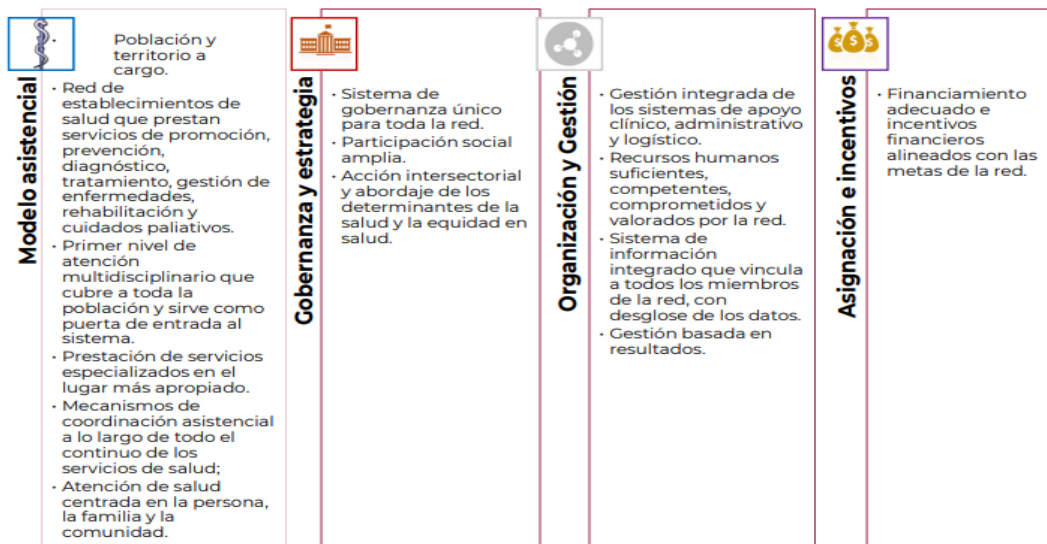 Modelo asistencial
Población y
territorio a
cargo.
• Red de
establecimientos de
salud que prestan
servicios de promoción,
prevención,
diagnóstico,
tratamiento, gestión de
enfermedades,
rehabilitación y
cuidados paliativos.
• Primer nivel de
atención
multidisciplinario que
cubre a toda la
población y sirve como
puerta de entrada al
sistema.
• Prestación de servicios
especializados en el
lugar más apropiado.
• Mecanismos de
coordinación asistencial
a lo largo de todo el
continuo de los
servicios de salud;
• Atención de salud
centrada en la persona,
la familia y la
comunidad.
Gobernanza y estrategia
• Sistema de
gobernanza único
para toda la red.
• Participación social
amplia.
• Acción intersectorial
y abordaje de los
determinantes de la
salud y la equidad en
salud.
Organización y Gestión
• Gestión integrada de
los sistemas de apoyo
clínico, administrativo
y logístico.
• Recursos humanos
suficientes,
competentes,
comprometidos y
valorados por la red.
• Sistema de
información
integrado que vincula
a todos los miembros
de la red, con
desglose de los datos.
• Gestión basada en
resultados.
$ $ $
Asignación e incentivos
• Financiamiento
adecuado e
incentivos
financieros
alineados con las
metas de la red.